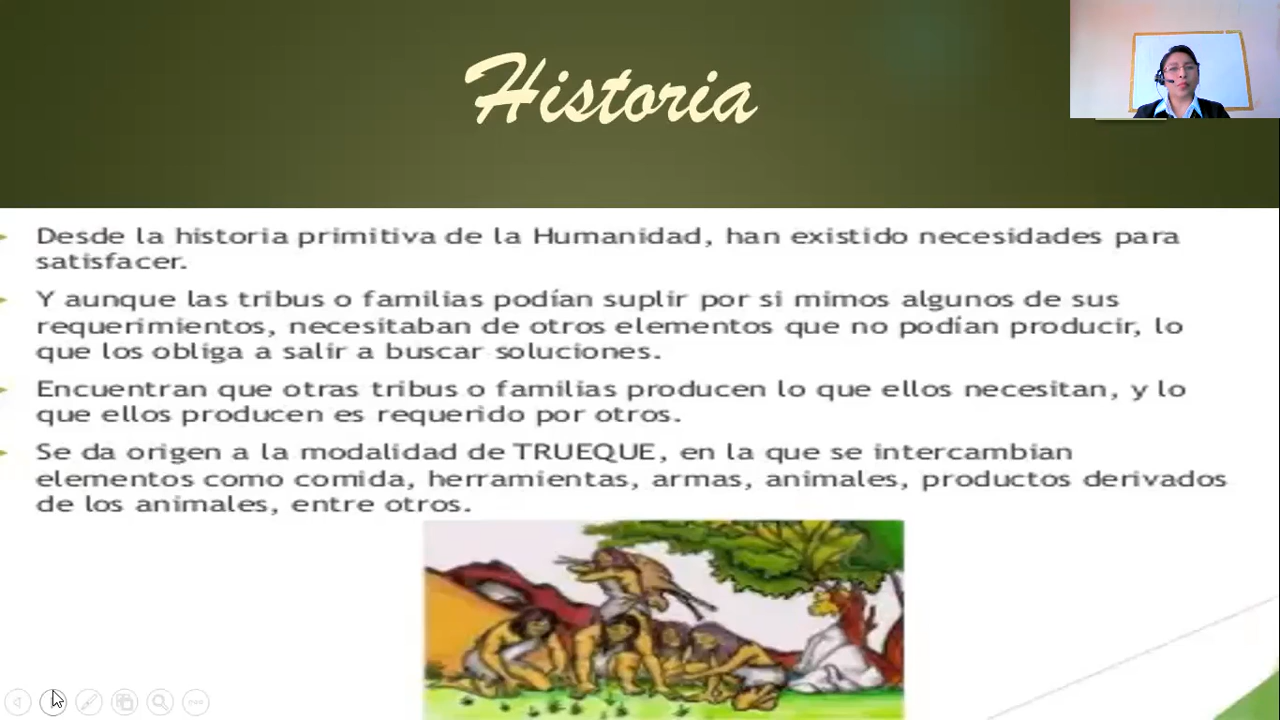 Historia
Desde la historia primitiva de la Humanidad, han existido necesidades para
satisfacer.
Y aunque las tribus o familias podían suplir por si mimos algunos de sus
requerimientos, necesitaban de otros elementos que no podían producir, lo
que los obliga a salir a buscar soluciones.
Encuentran que otras tribus o familias producen lo que ellos necesitan, y lo
que ellos producen es requerido por otros.
Se da origen a la modalidad de TRUEQUE, en la que se intercambian
elementos como comida, herramientas, armas, animales, productos derivados
de los animales, entre otros.